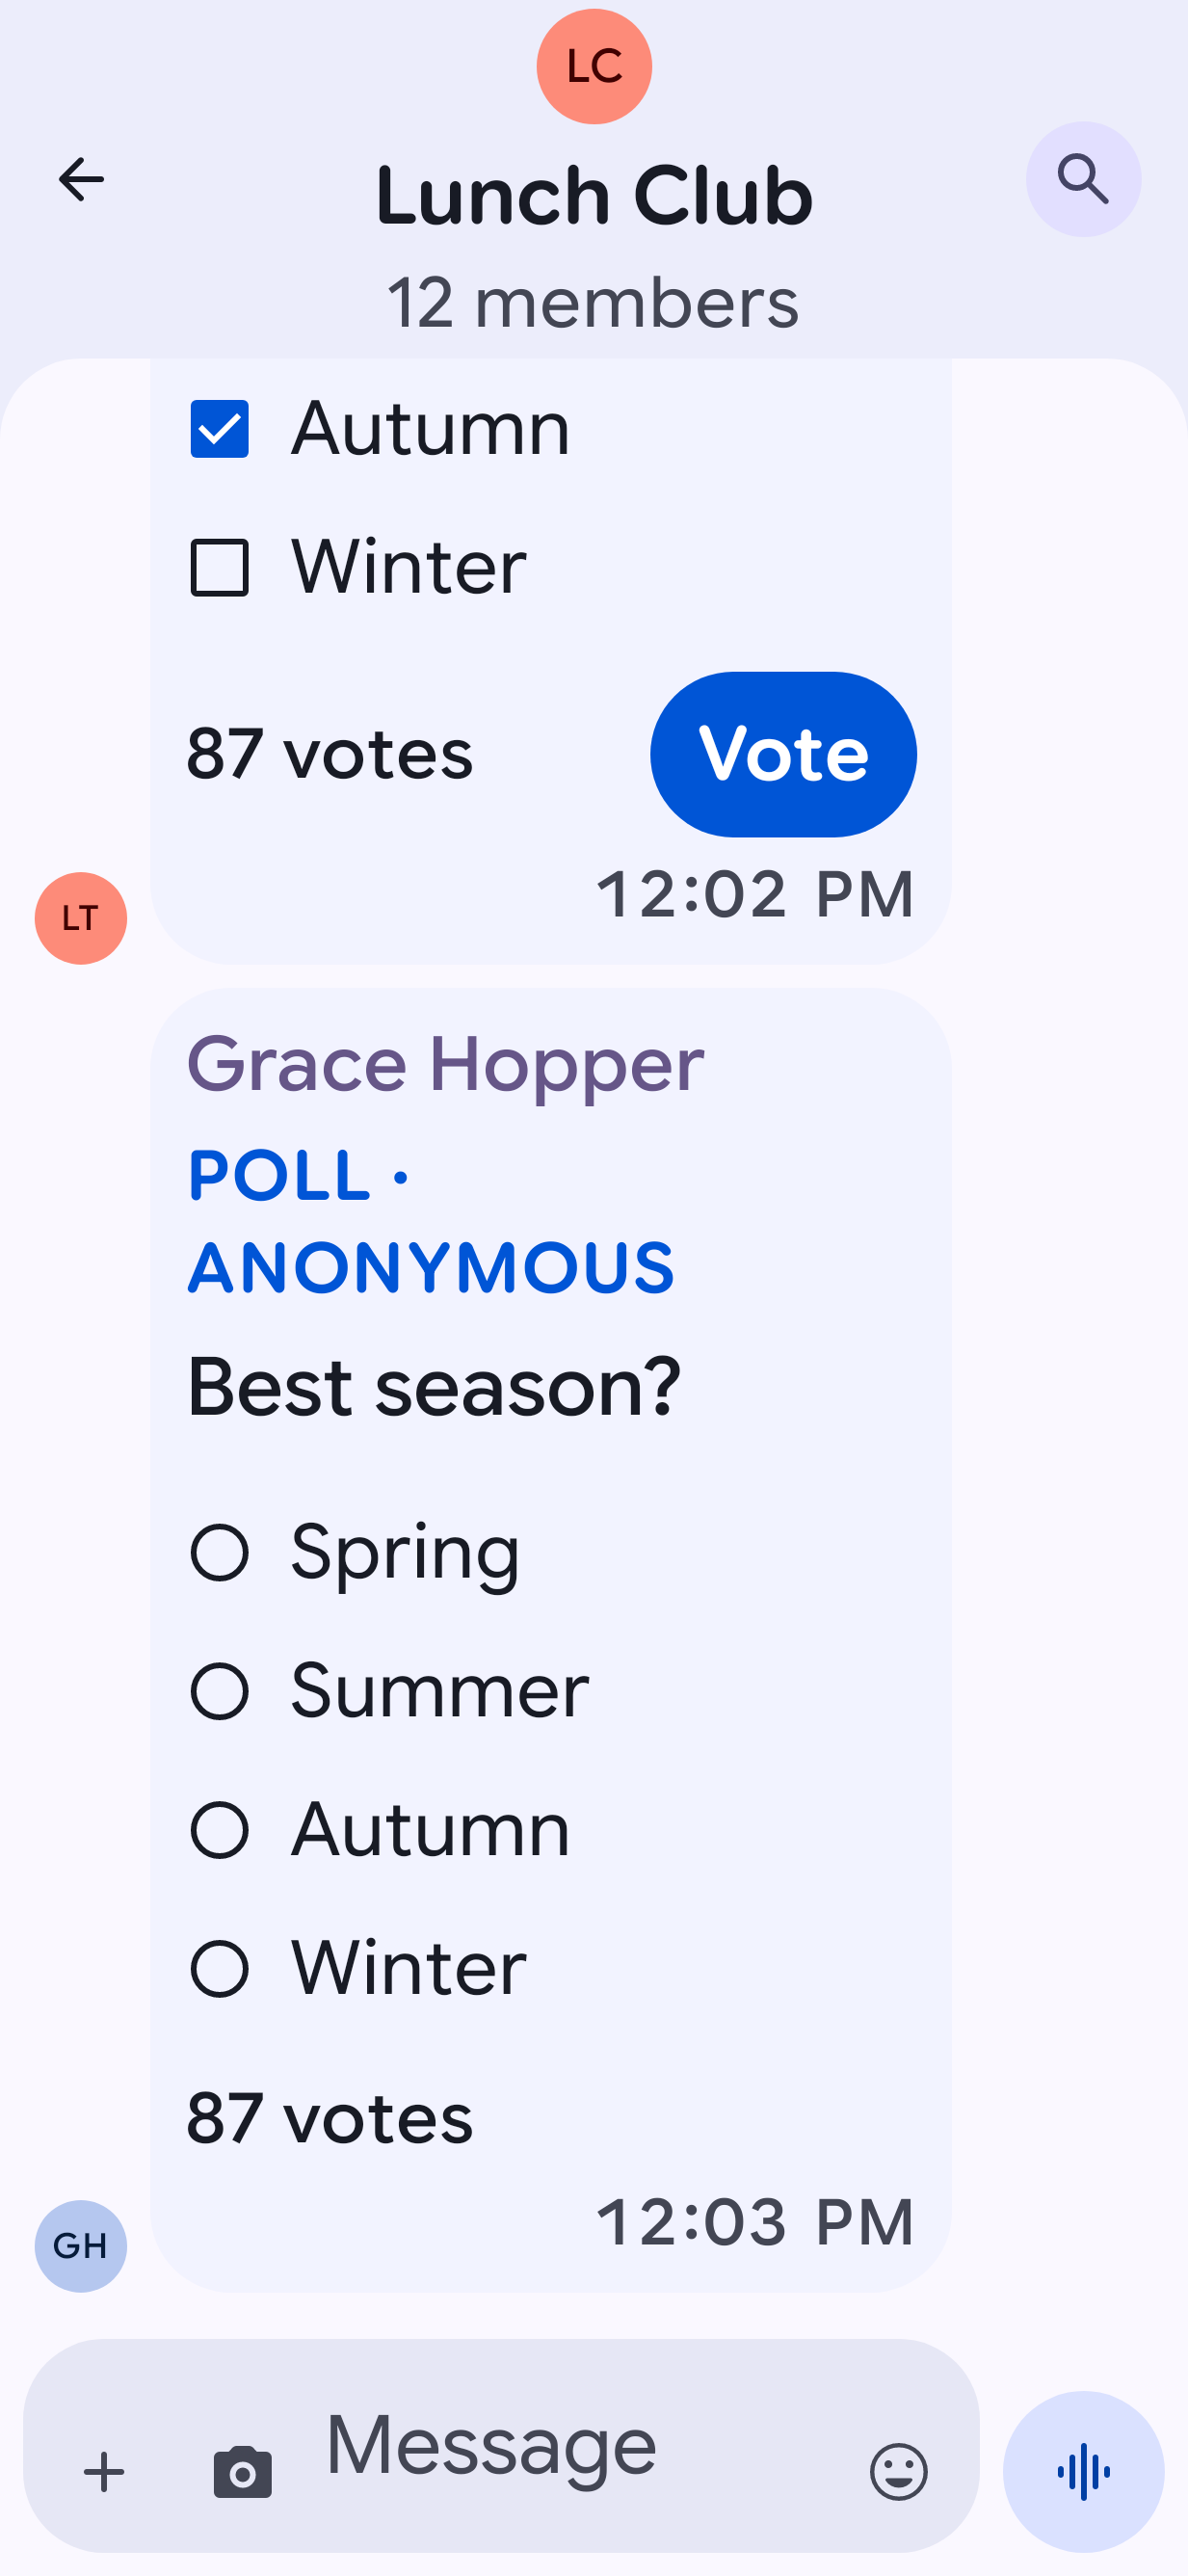 LC
Lunch Club
12 members
Autumn
Winter
87 votes
Vote
12:02 PM
LT
Grace Hopper
POLL ·
ANONYMOUS
Best season?
Spring
Summer
Autumn
Winter
87 votes
12:03 PM
GH
Message